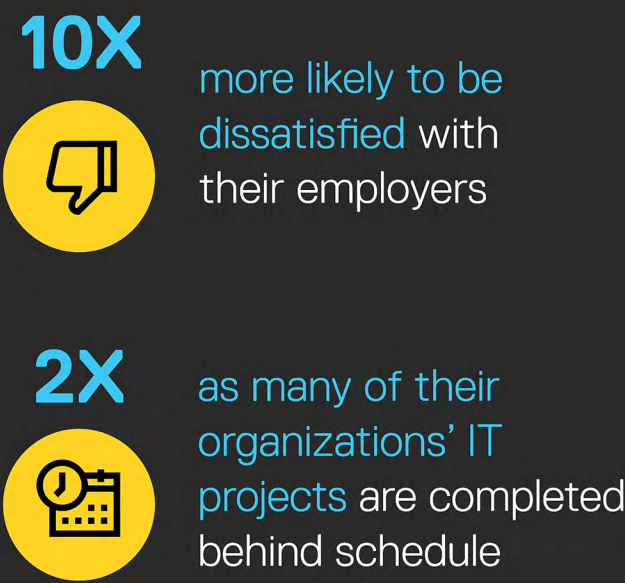 10X
more likely to be
dissatisfied with
their employers
2X
as many of their
organizations’ IT
projects are completed
behind schedule